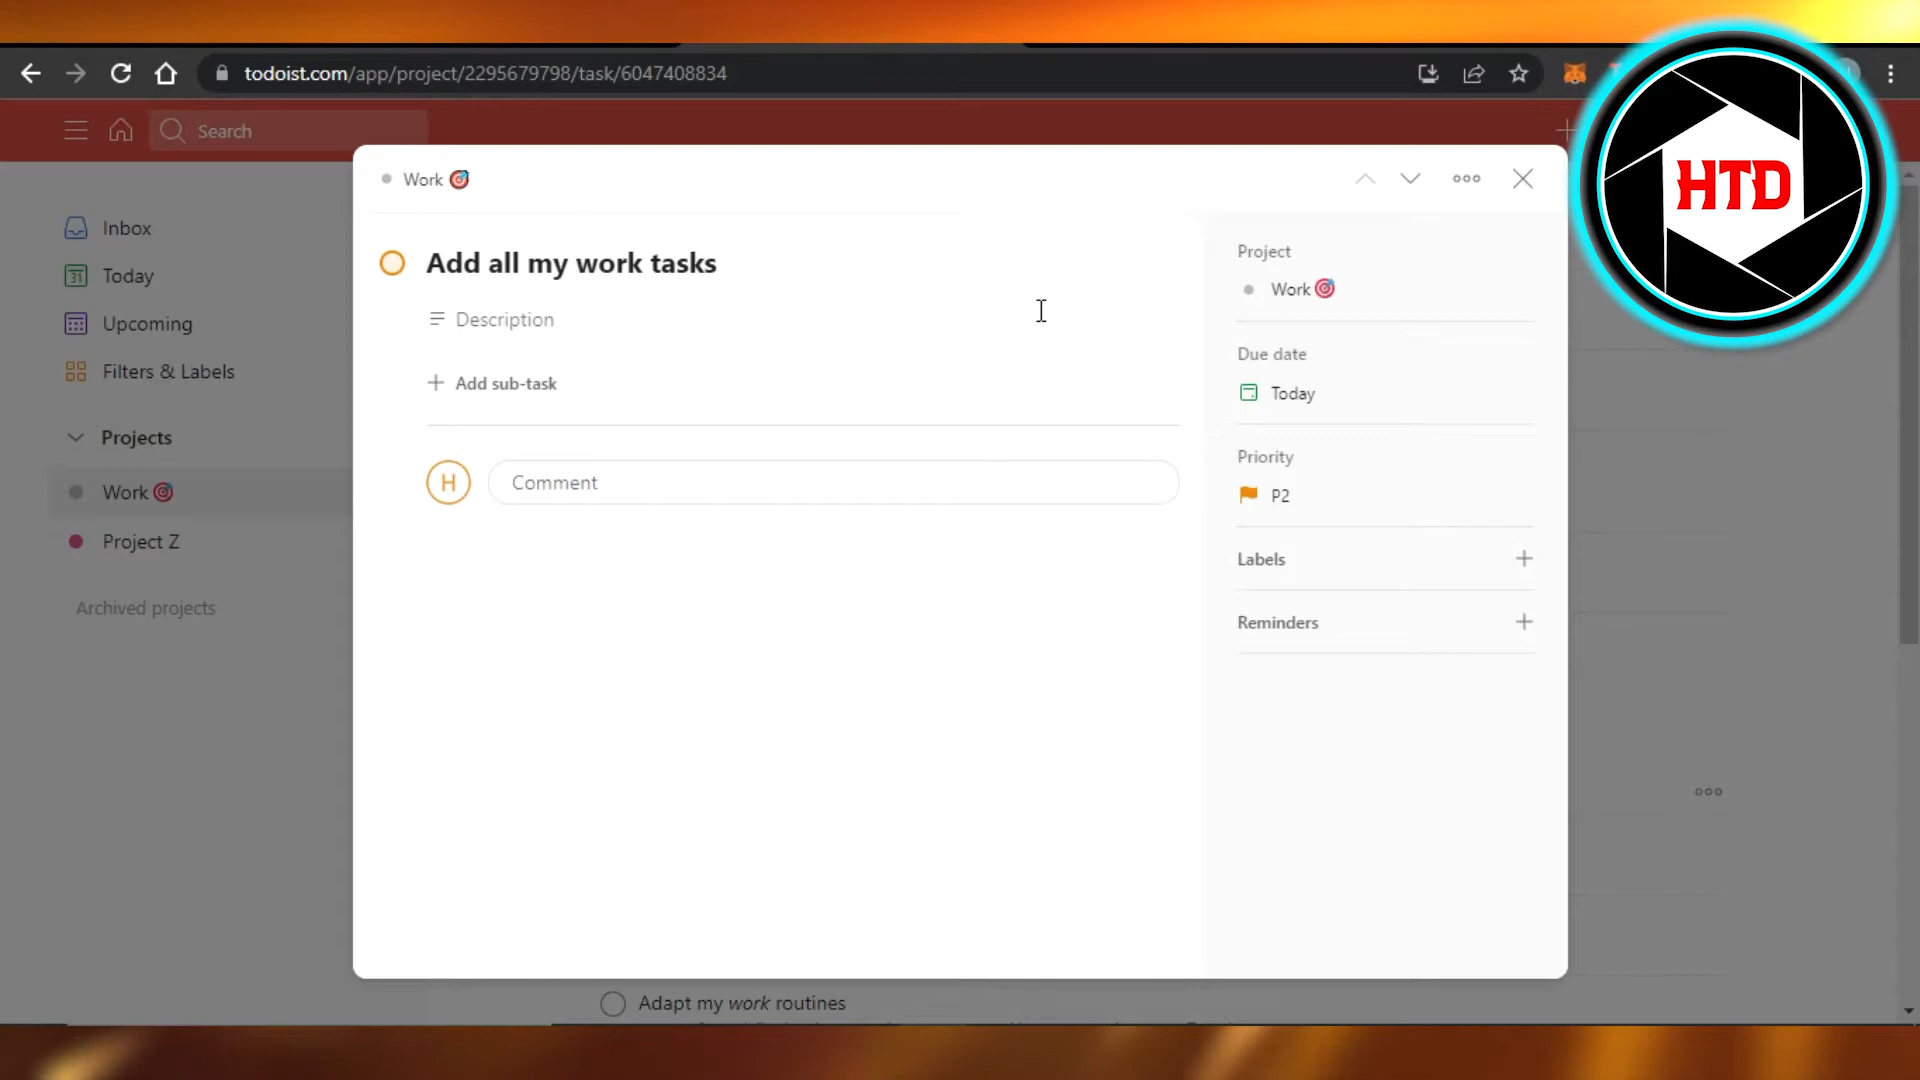 todoist.com/app/project/2295679798/task/6047408834
Search
HTD
Work
Inbox
Today
Upcoming
Filters & Labels
Projects
Work
Project Z
Archived projects
Add all my work tasks
Description
Add sub-task
H
Comment
Project
Work
Due date
Today
Priority
P2
Labels
Reminders
Adapt my work routines